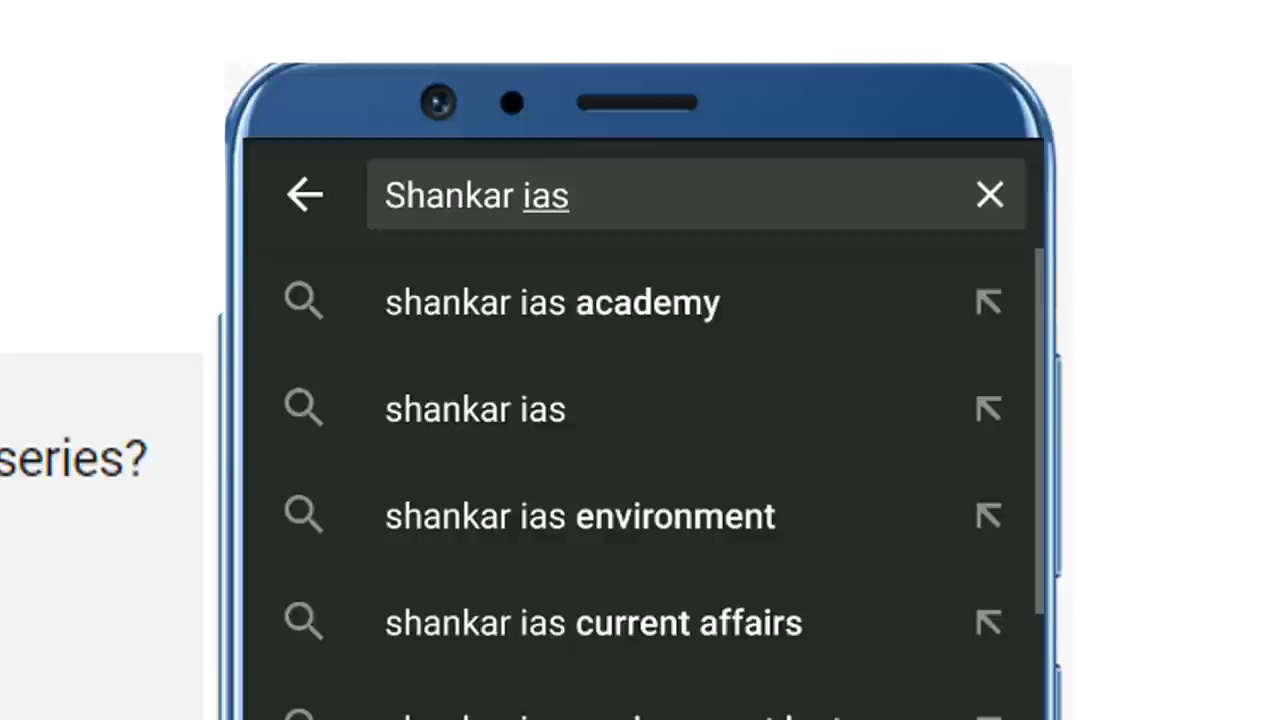 Shankar ias
shankar ias academy
shankar ias
series?
shankar ias environment
shankar ias current affairs